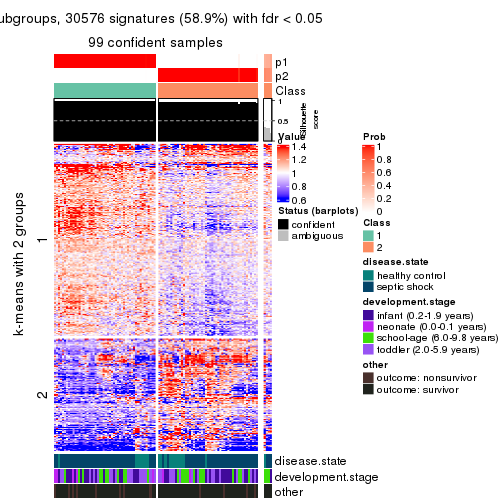 ubgroups, 30576 signatures (58.9%) with fdr < 0.05
99 confident samples
p1
p2
Class
1
0.5
0
Silhouette
score
k-means with 2 groups
1
2
disease.state
development.stage
other
Value
1.4
1.2
1
0.8
0.6
Status (barplots)
confident
ambiguous
Prob
1
0.8
0.6
0.4
0.2
0
Class
1
2
disease.state
healthy control
septic shock
development.stage
infant (0.2-1.9 years)
neonate (0.0-0.1 years)
school-age (6.0-9.8 years)
toddler (2.0-5.9 years)
other
outcome: nonsurvivor
outcome: survivor